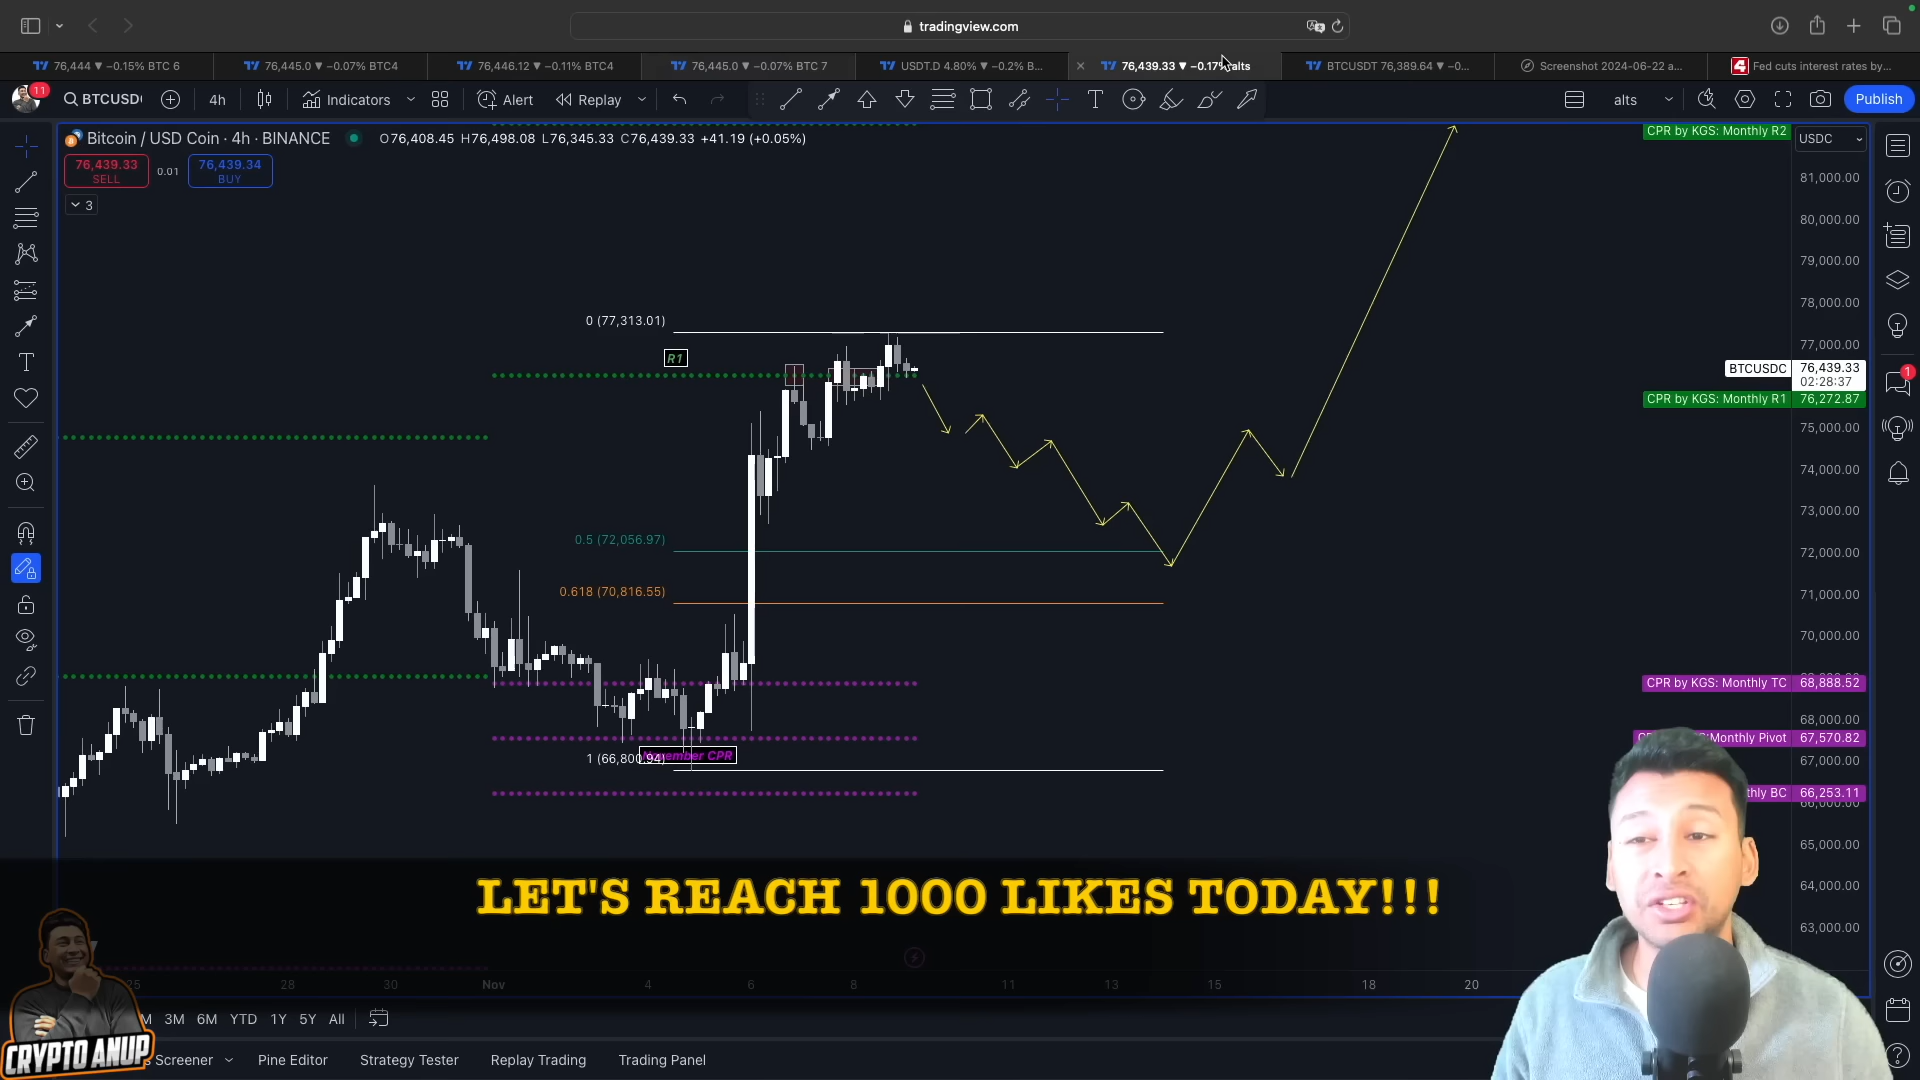 tradingview.com
76,444 ▼ −0.15% BTC 6
76,445.0 ▼ −0.07% BTC4
76,446.12 ▼ −0.11% BTC4
76,445.0 ▼ −0.07% BTC 7
USDT.D 4.80% ▼ −0.2% B...
76,439.33 ▼ −0.17% alts
BTCUSDT 76,389.64 ▼ −0...
Screenshot 2024-06-22 a...
4 Fed cuts interest rates by...
11
BTCUSD
4h
Indicators
Alert
Replay
alts
Publish
Bitcoin / USD Coin · 4h · BINANCE
O76,408.45 H76,498.08 L76,345.33 C76,439.33 +41.19 (+0.05%)
CPR by KGS: Monthly R2
USDC
76,439.33
SELL
0.01
76,439.34
BUY
3
81,000.00
80,000.00
79,000.00
78,000.00
0 (77,313.01)
77,000.00
R1
BTCUSDC 76,439.33
02:28:37
1
CPR by KGS: Monthly R1 76,272.87
75,000.00
74,000.00
73,000.00
0.5 (72,056.97)
72,000.00
0.618 (70,816.55)
71,000.00
70,000.00
CPR by KGS: Monthly TC 68,888.52
68,000.00
Monthly Pivot 67,570.82
1 (66,800.94)
CPR
67,000.00
BC 66,253.11
66,000.00
65,000.00
64,000.00
63,000.00
LET'S REACH 1000 LIKES TODAY!!!
25 28 30 Nov 4 6 8 11 13 15 18 20
M 3M 6M YTD 1Y 5Y All
CRYPTO ANUP
Screener
Pine Editor
Strategy Tester
Replay Trading
Trading Panel